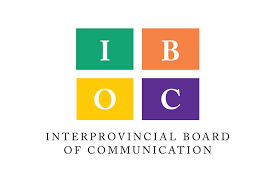 I B
O C
INTERPROVINCIAL BOARD
OF COMMUNICATION